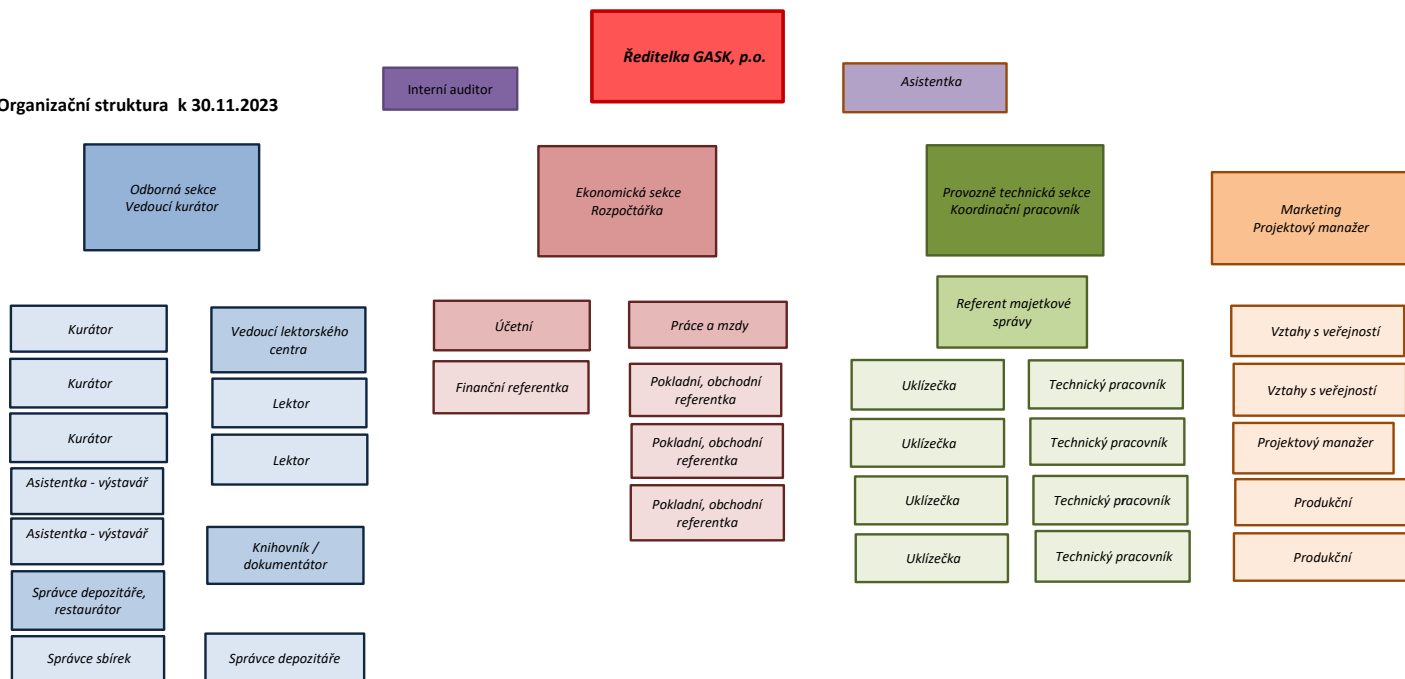 Ředitelka GASK, p.o.
Interní auditor
Asistentka
Organizační struktura k 30.11.2023
Odborná sekce
Vedoucí kurátor
Ekonomická sekce
Rozpočtářka
Provozně technická sekce
Koordinační pracovník
Marketing
Projektový manažer
Kurátor
Kurátor
Kurátor
Asistentka - výstavář
Asistentka - výstavář
Správce depozitáře,
restaurátor
Správce sbírek
Vedoucí lektorského
centra
Lektor
Lektor
Knihovník /
dokumentátor
Správce depozitáře
Účetní
Finanční referentka
Práce a mzdy
Pokladní, obchodní
referentka
Pokladní, obchodní
referentka
Pokladní, obchodní
referentka
Referent majetkové
správy
Uklízečka
Uklízečka
Uklízečka
Uklízečka
Technický pracovník
Technický pracovník
Technický pracovník
Technický pracovník
Vztahy s veřejností
Vztahy s veřejností
Projektový manažer
Produkční
Produkční